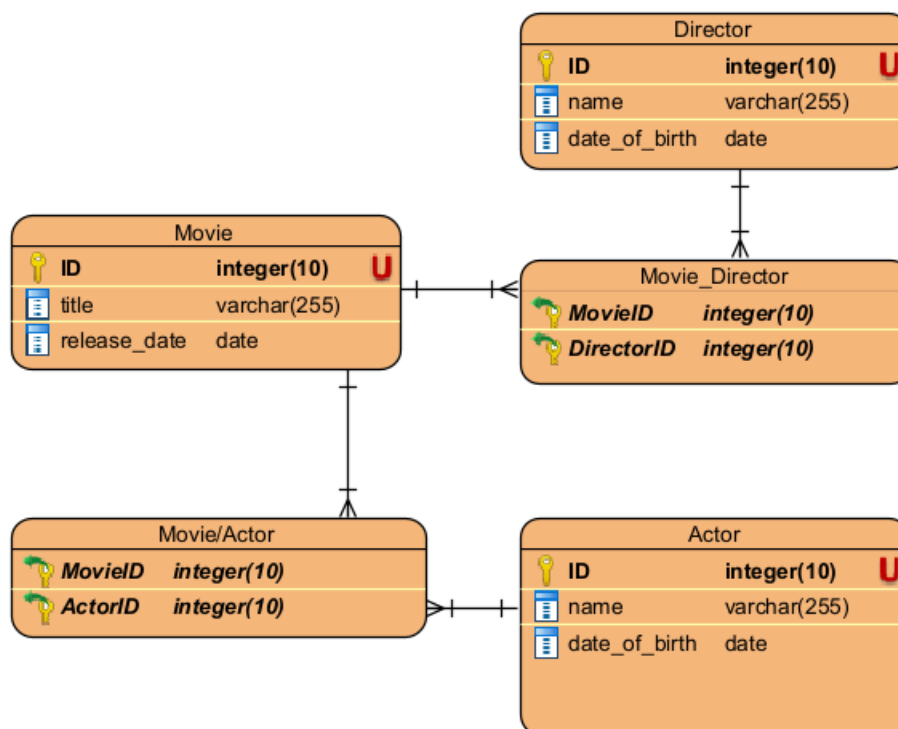 Director
ID integer(10) U
name varchar(255)
date_of_birth date
Movie
ID integer(10) U
title varchar(255)
release_date date
Movie_Director
MovieID integer(10)
DirectorID integer(10)
Movie/Actor
MovieID integer(10)
ActorID integer(10)
Actor
ID integer(10) U
name varchar(255)
date_of_birth date